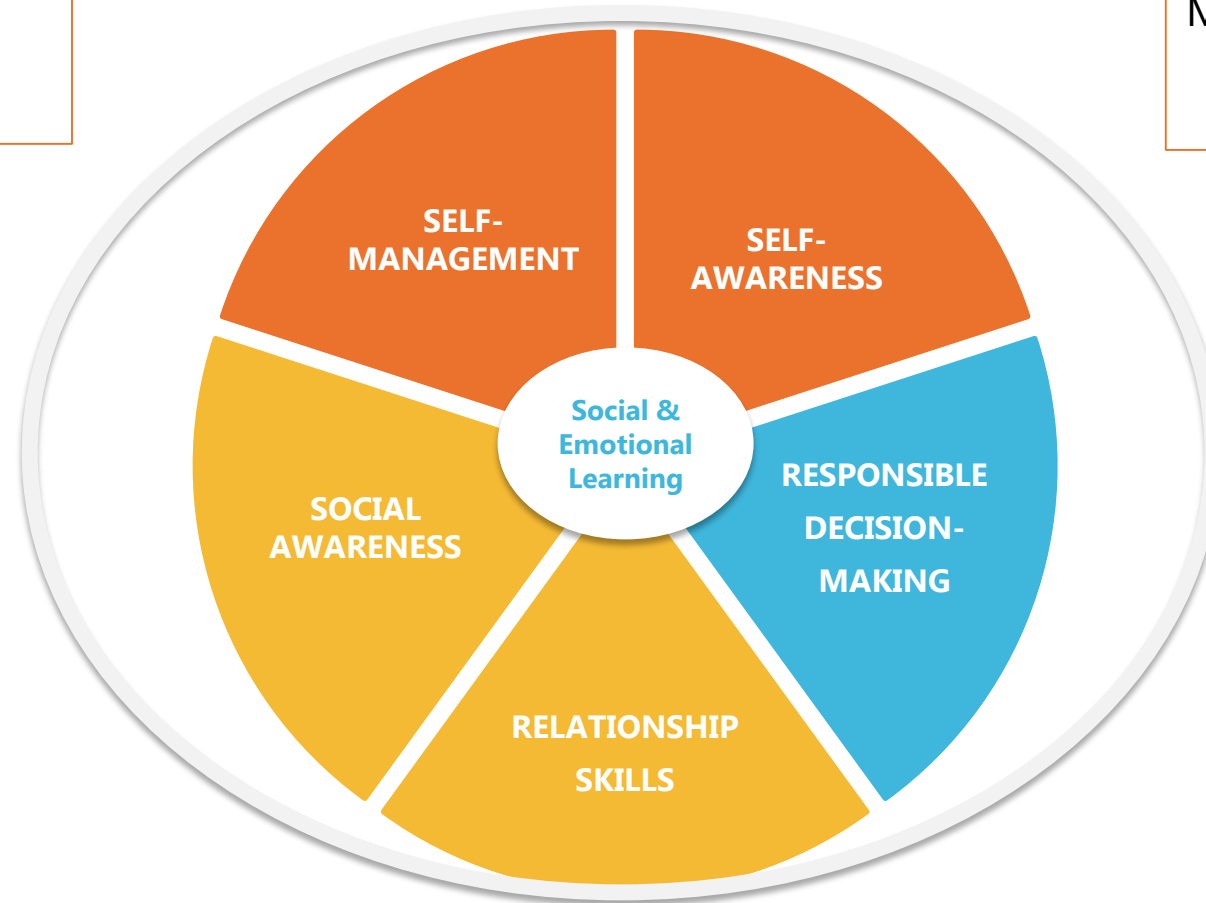 M
SELF-
MANAGEMENT
SELF-
AWARENESS
Social &
Emotional
Learning
RESPONSIBLE
DECISION-
MAKING
SOCIAL
AWARENESS
RELATIONSHIP
SKILLS